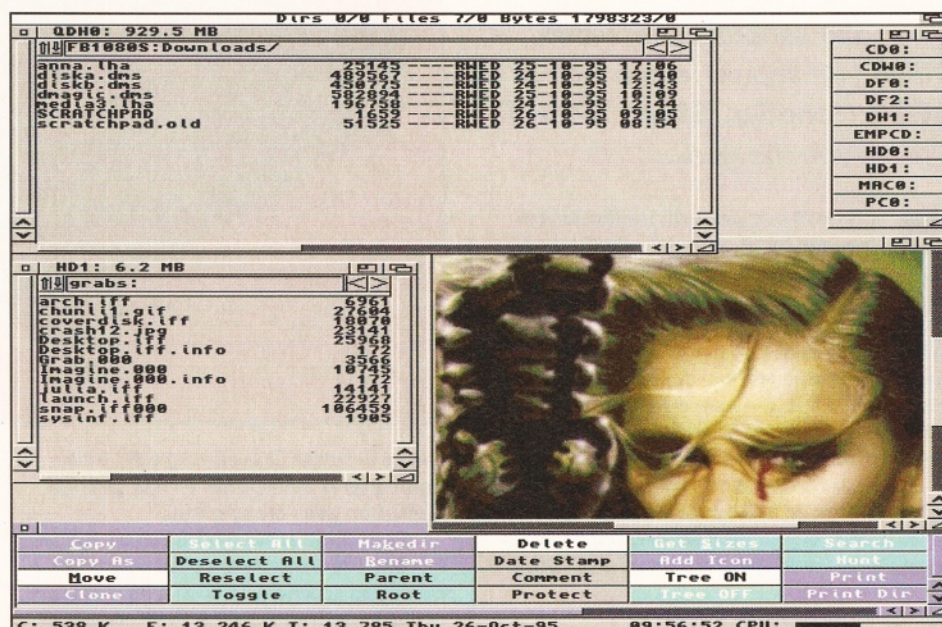 Dirs 0/0 Files 7/0 Bytes 1798323/0
QDH0: 929.5 MB
FB1080S:Downloads/
anna.lha 25145 ----RWED 25-10-95 17:06
diska.dms 489567 ----RWED 24-10-95 12:40
diskb.dms 450775 ----RWED 24-10-95 12:43
dmagic.dms 582894 ----RWED 25-10-95 10:09
media3.lha 196758 ----RWED 24-10-95 12:44
SCRATCHPAD 1659 ----RWED 26-10-95 09:05
scratchpad.old 51525 ----RWED 26-10-95 08:54
CD0:
CDW0:
DF0:
DF2:
DH1:
EMPCD:
HD0:
HD1:
MAC0:
PC0:
HD1: 6.2 MB
grabs:
arch.iff 6961
chunli1.gif 27604
coverdisk.iff 18070
crash12.jpg 23141
Desktop.iff 25968
Desktop.iff.info 172
Grab.000 3566
Imagine.000 10745
Imagine.000.info 172
julia.iff 14141
launch.iff 22927
snap.iff000 106459
sysinf.iff 1905
Copy Select All Makedir Delete Get Sizes Search
Copy As Deselect All Rename Date Stamp Add Icon Hunt
Move Reselect Parent Comment Tree ON Print
Clone Toggle Root Protect Tree OFF Print Dir
C: 538 K F: 13,246 K T: 13,785 Thu 26-Oct-95 09:56:52 CPU: